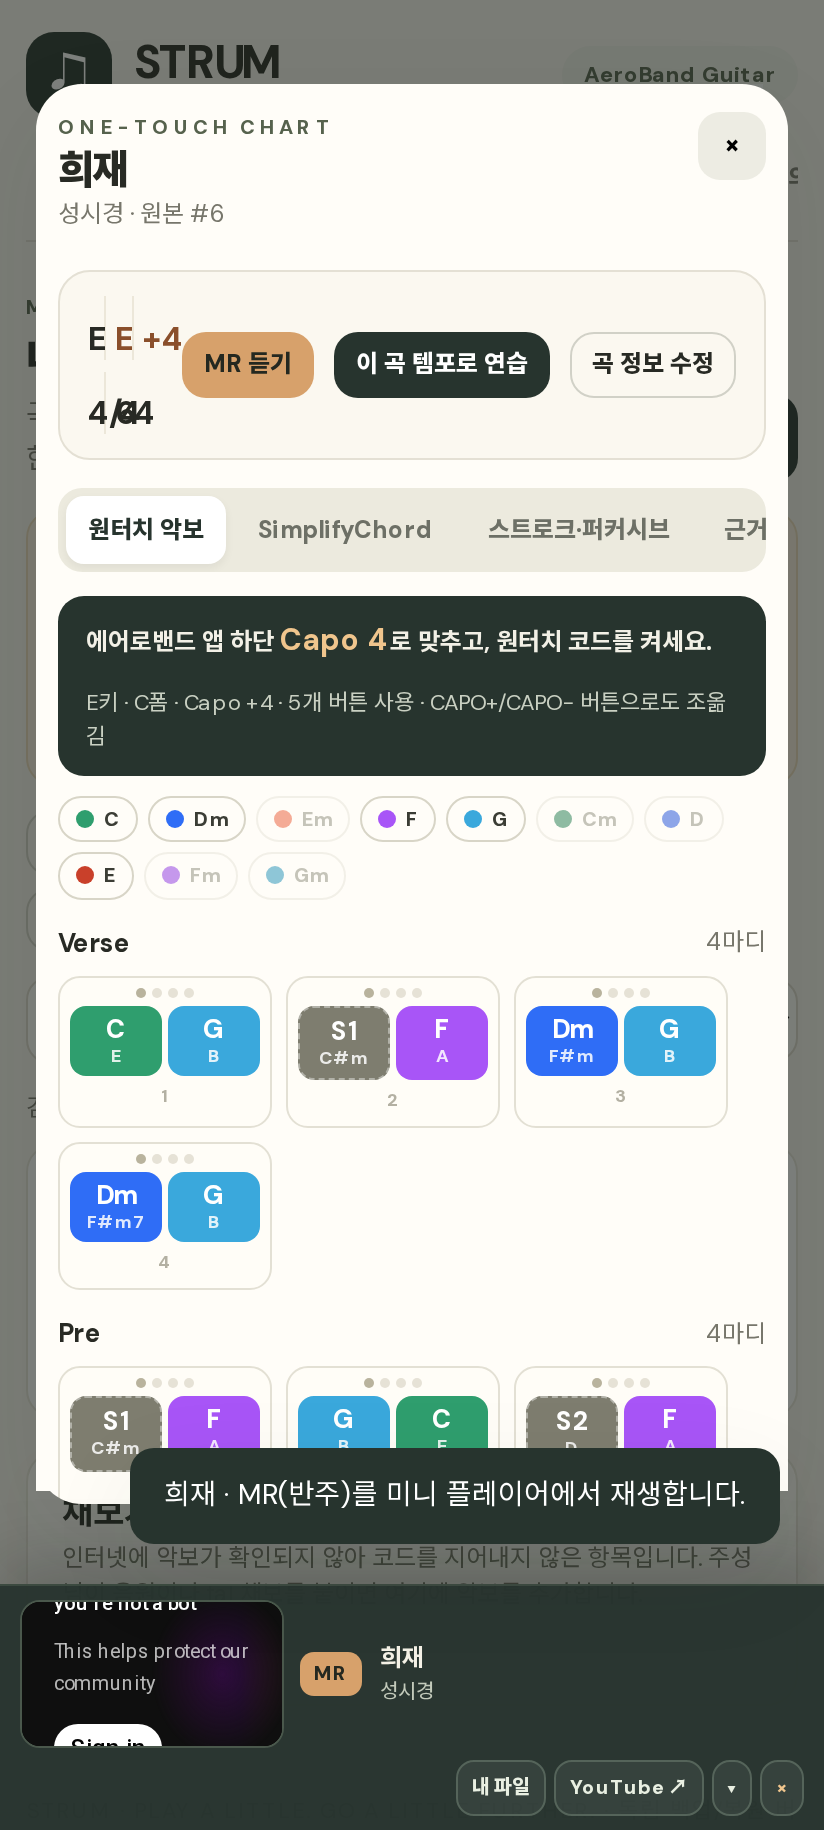 STRUM
AeroBand Guitar
ONE-TOUCH CHART
×
희재
성시경 · 원본 #6
E E +4
MR 듣기
이 곡 템포로 연습
곡 정보 수정
4/4
원터치 악보
SimplifyChord
스트로크·퍼커시브
근거
에어로밴드 앱 하단 Capo 4로 맞추고, 원터치 코드를 켜세요.
E키 · C폼 · Capo +4 · 5개 버튼 사용 · CAPO+/CAPO− 버튼으로도 조옮
김
C Dm Em F G Cm D
E Fm Gm
Verse 4마디
C G S1 F Dm G
E B C#m A F#m B
1 2 3
Dm G
F#m7 B
4
Pre 4마디
S1 F G C S2 F
C#m A B E D A
희재 · MR(반주)를 미니 플레이어에서 재생합니다.
인터넷에 악보가 확인되지 않아 코드를 지어내지 않은 항목입니다. 주성
you're not a bot
This helps protect our
community
Sign in
MR
희재
성시경
내 파일
YouTube ↗
▾
×